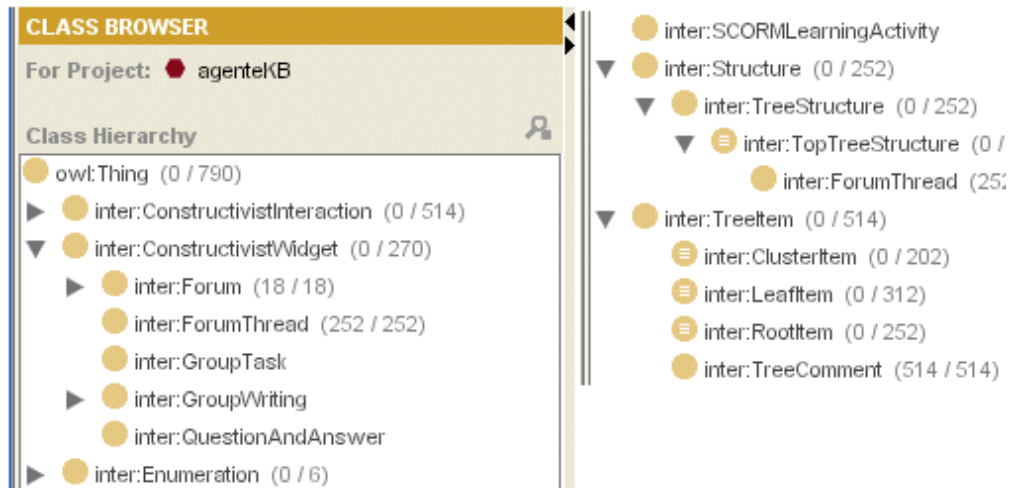 CLASS BROWSER
For Project: agenteKB
Class Hierarchy
owl:Thing (0 / 790)
inter:ConstructivistInteraction (0 / 514)
inter:ConstructivistWidget (0 / 270)
inter:Forum (18 / 18)
inter:ForumThread (252 / 252)
inter:GroupTask
inter:GroupWriting
inter:QuestionAndAnswer
inter:Enumeration (0 / 6)
inter:SCORMLearningActivity
inter:Structure (0 / 252)
inter:TreeStructure (0 / 252)
inter:TopTreeStructure (0 /
inter:ForumThread (252
inter:TreeItem (0 / 514)
inter:ClusterItem (0 / 202)
inter:LeafItem (0 / 312)
inter:RootItem (0 / 252)
inter:TreeComment (514 / 514)